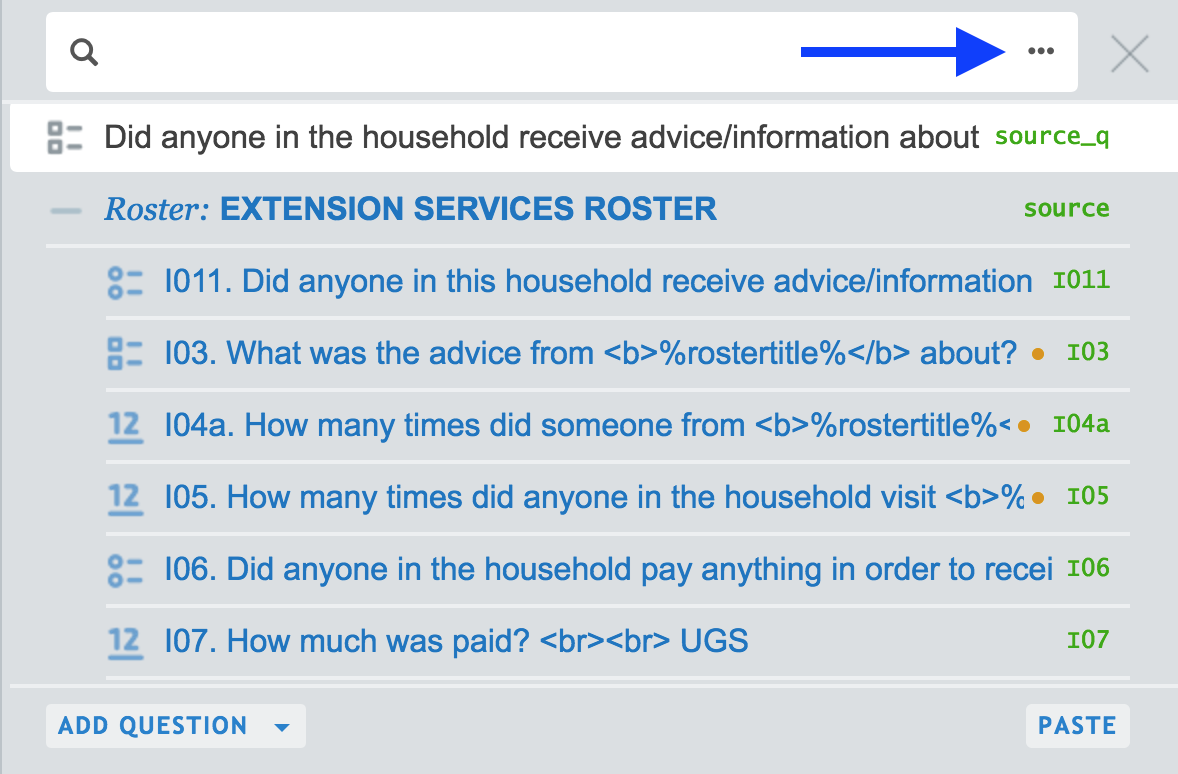 •••
Did anyone in the household receive advice/information about source_q
Roster: EXTENSION SERVICES ROSTER source
I011. Did anyone in this household receive advice/information I011
I03. What was the advice from <b>%rostertitle%</b> about? I03
12 I04a. How many times did someone from <b>%rostertitle%< I04a
12 I05. How many times did anyone in the household visit <b>% I05
I06. Did anyone in the household pay anything in order to recei I06
12 I07. How much was paid? <br><br> UGS I07
ADD QUESTION PASTE